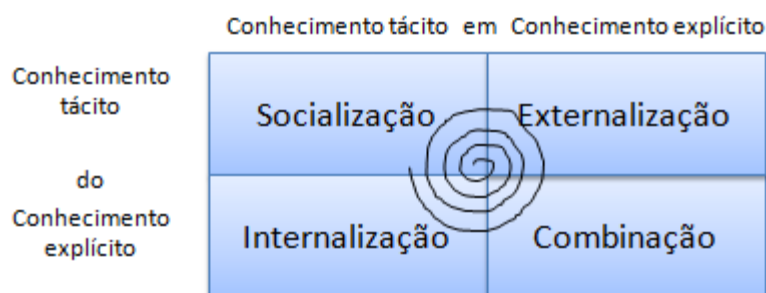 Conhecimento tácito em Conhecimento explícito
Conhecimento
tácito
Socialização
Externalização
do
Conhecimento
explícito
Internalização
Combinação